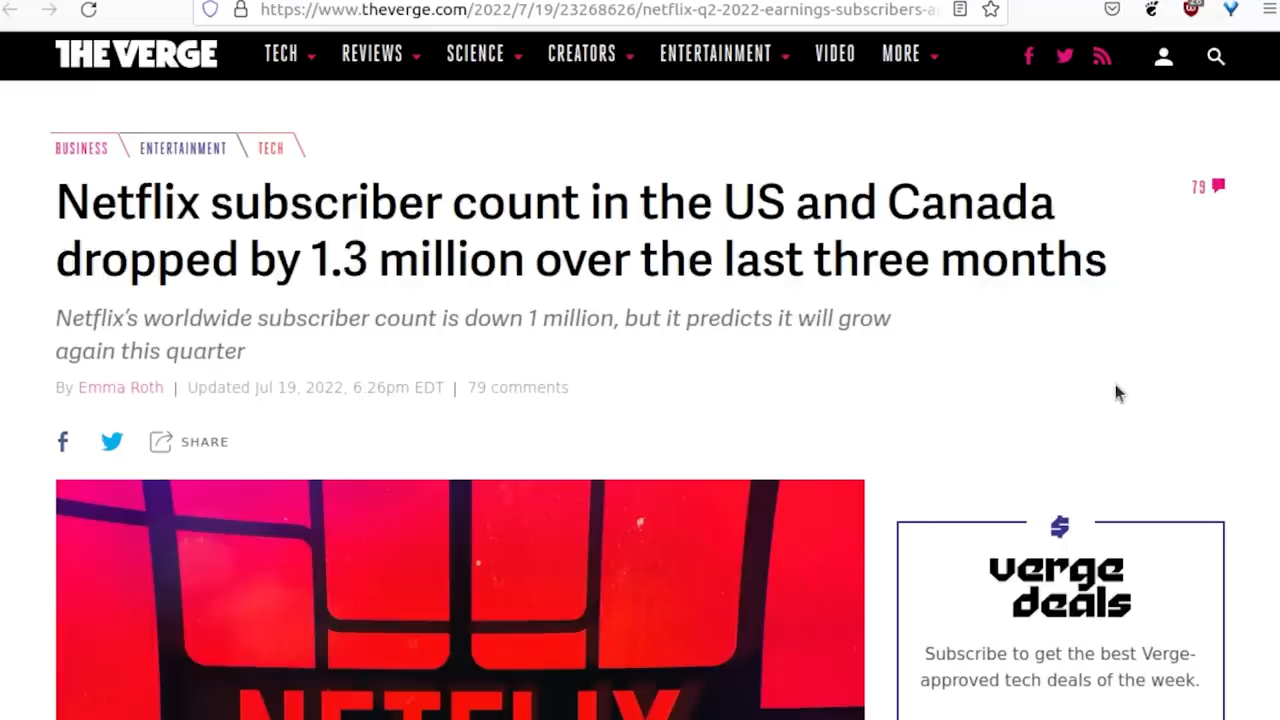 https://www.theverge.com/2022/7/19/23268626/netflix-q2-2022-earnings-subscribers-a
THE VERGE TECH REVIEWS SCIENCE CREATORS ENTERTAINMENT VIDEO MORE
BUSINESS ENTERTAINMENT TECH
Netflix subscriber count in the US and Canada
79
dropped by 1.3 million over the last three months
Netflix’s worldwide subscriber count is down 1 million, but it predicts it will grow
again this quarter
By Emma Roth | Updated Jul 19, 2022, 6:26pm EDT | 79 comments
SHARE
NETFLIX
$
verge
deals
Subscribe to get the best Verge-
approved tech deals of the week.